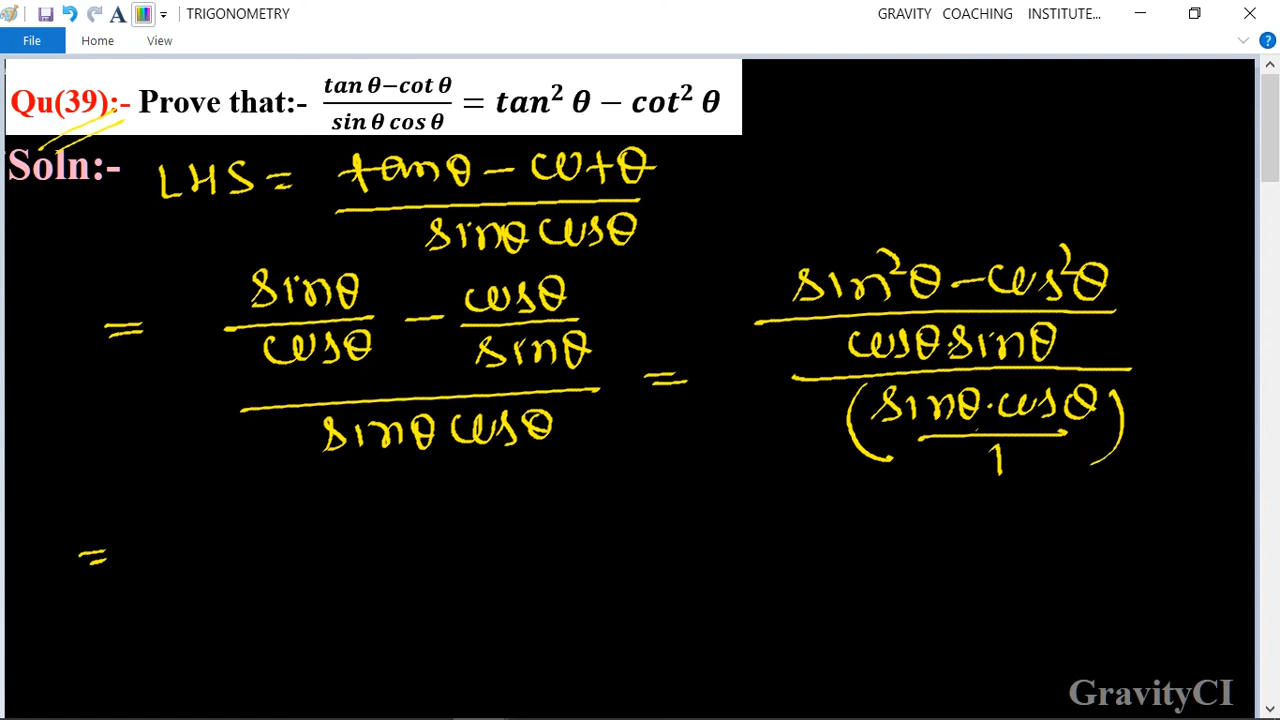 TRIGONOMETRY
GRAVITY COACHING INSTITUTE...
File Home View
Qu(39):- Prove that:- (tan θ−cot θ)/(sin θ cos θ) = tan² θ − cot² θ
Soln:- LHS = (tanθ − cotθ)/(sinθ cosθ)
= (sinθ/cosθ − cosθ/sinθ)/(sinθ cosθ) = ((sin²θ − cos²θ)/(cosθ·sinθ))/((sinθ·cosθ)/1)
=
GravityCI